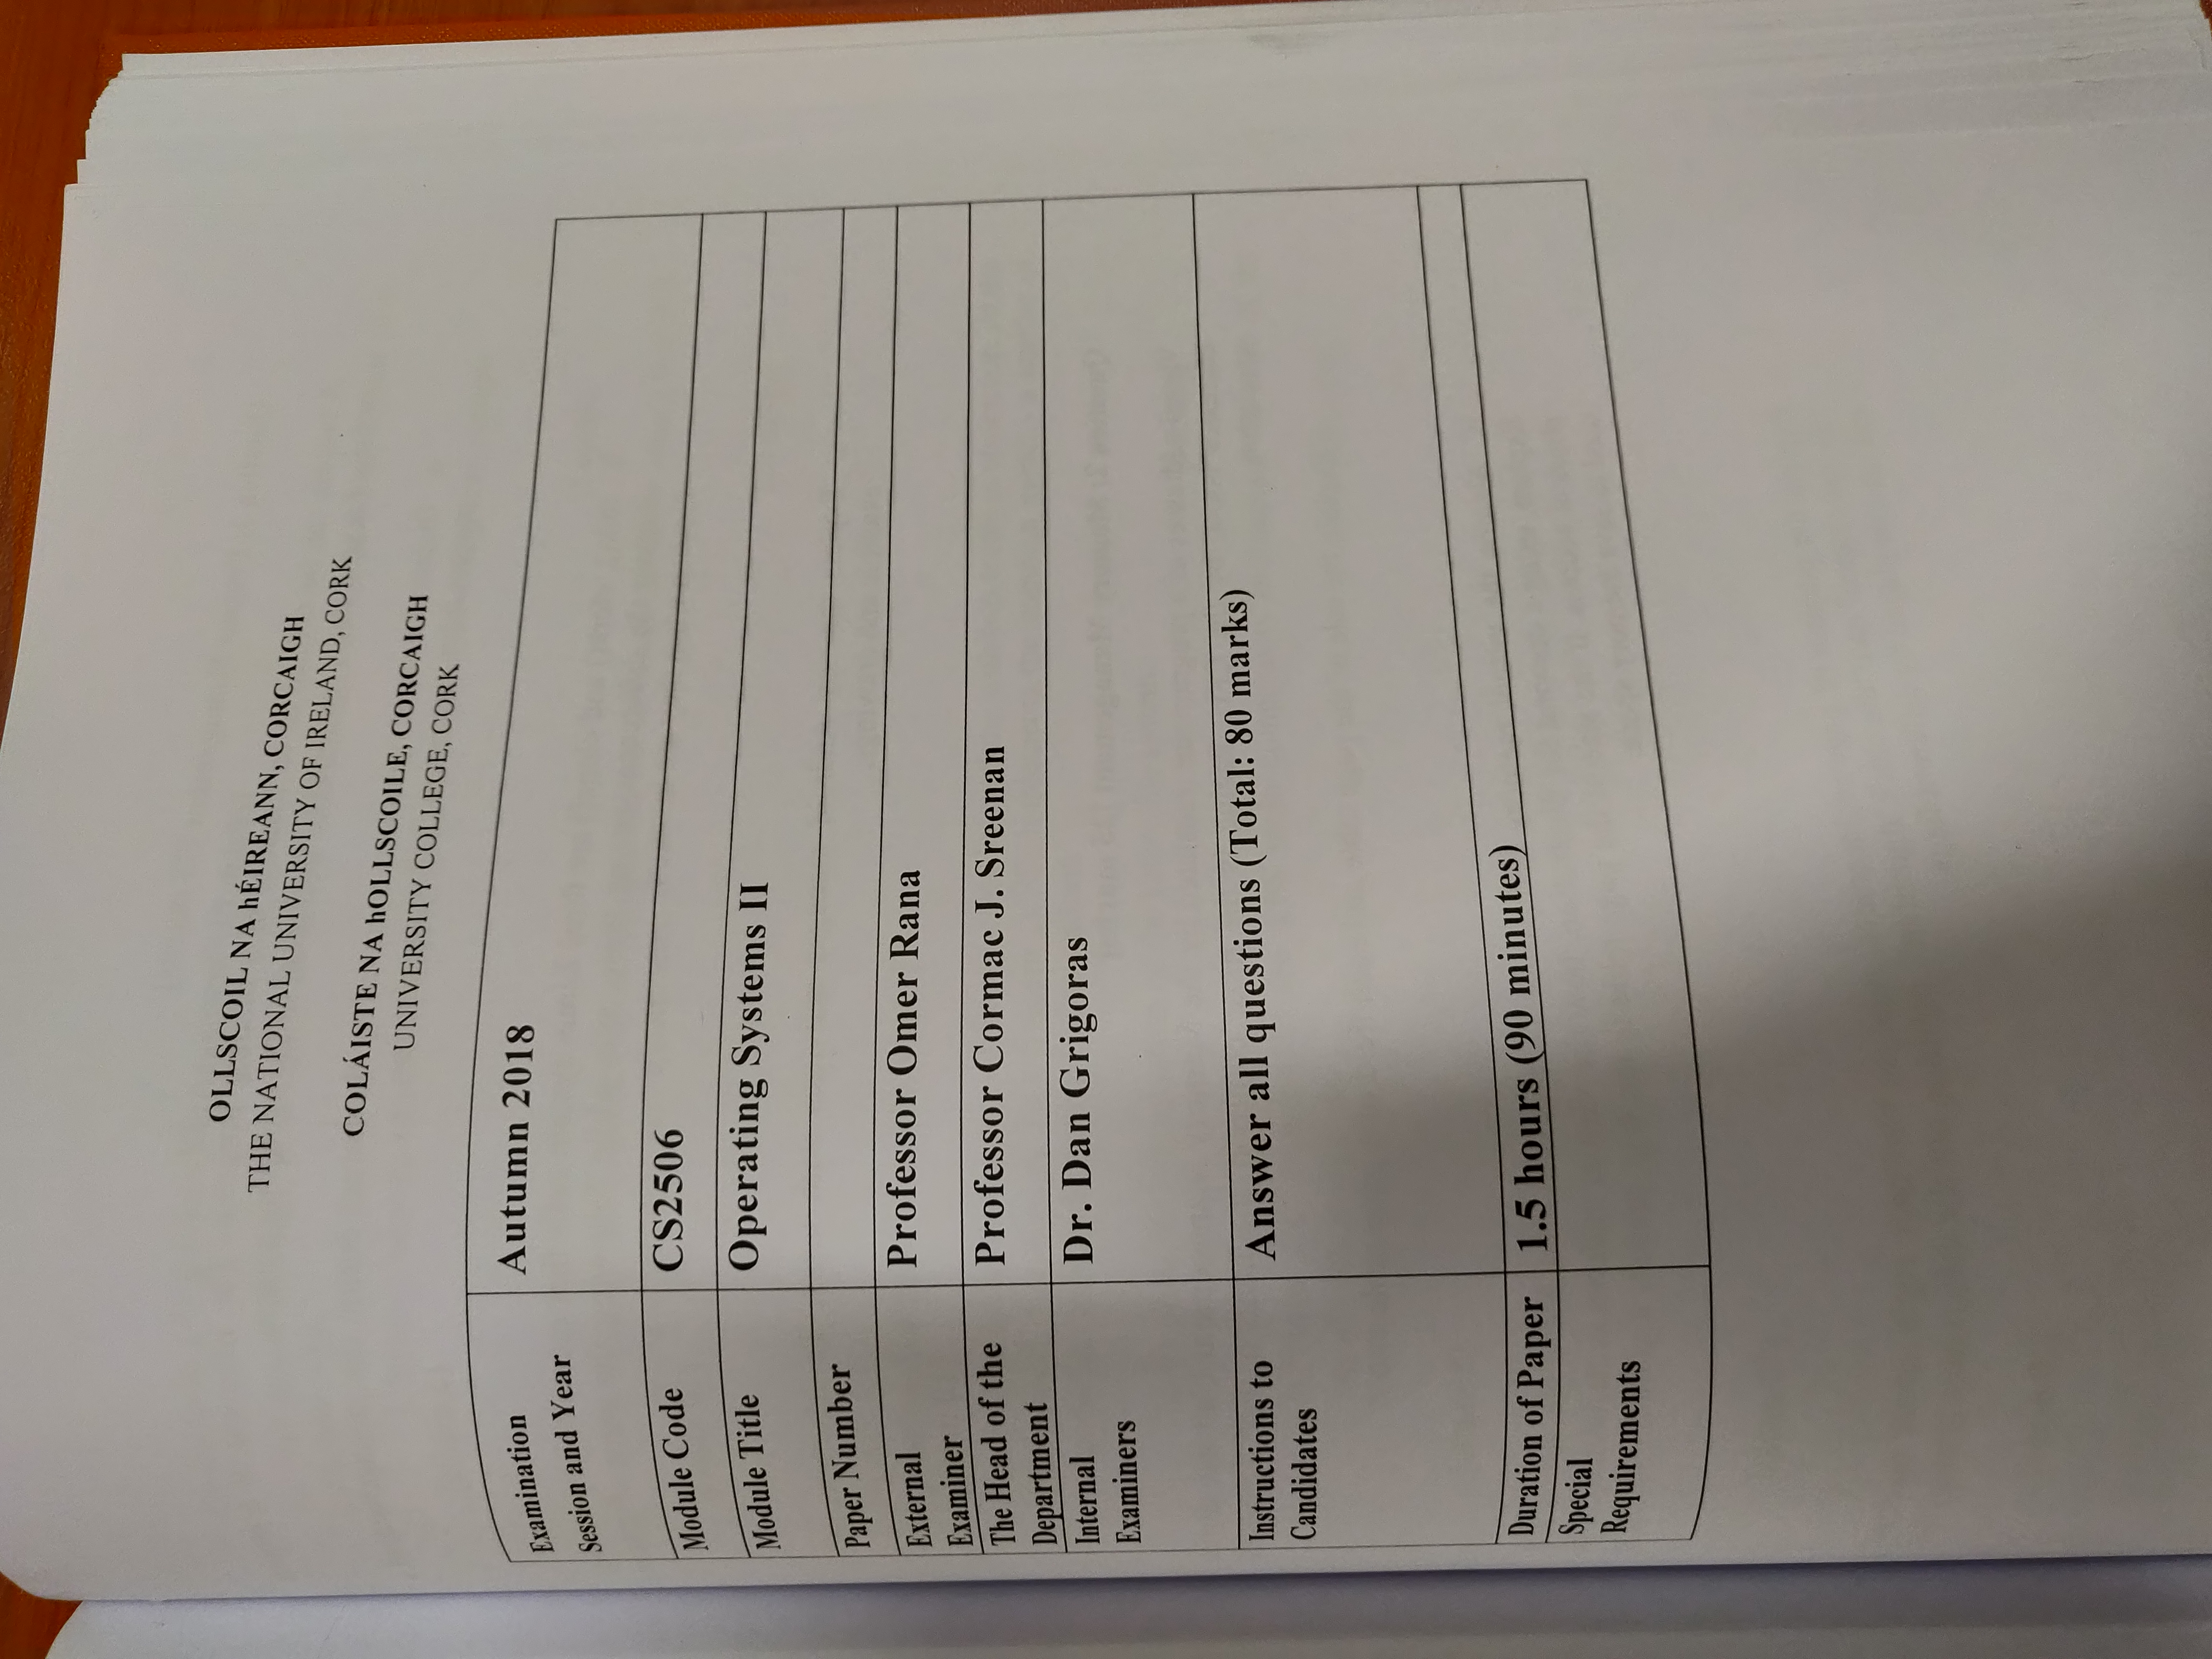 OLLSCOIL NA hÉIREANN, CORCAIGH
THE NATIONAL UNIVERSITY OF IRELAND, CORK
COLÁISTE NA hOLLSCOILE, CORCAIGH
UNIVERSITY COLLEGE, CORK
Examination
Session and Year
Autumn 2018
Module Code
CS2506
Module Title
Operating Systems II
Paper Number
External
Examiner
Professor Omer Rana
The Head of the
Department
Professor Cormac J. Sreenan
Internal
Examiners
Dr. Dan Grigoras
Instructions to
Candidates
Answer all questions (Total: 80 marks)
Duration of Paper
1.5 hours (90 minutes)
Special
Requirements